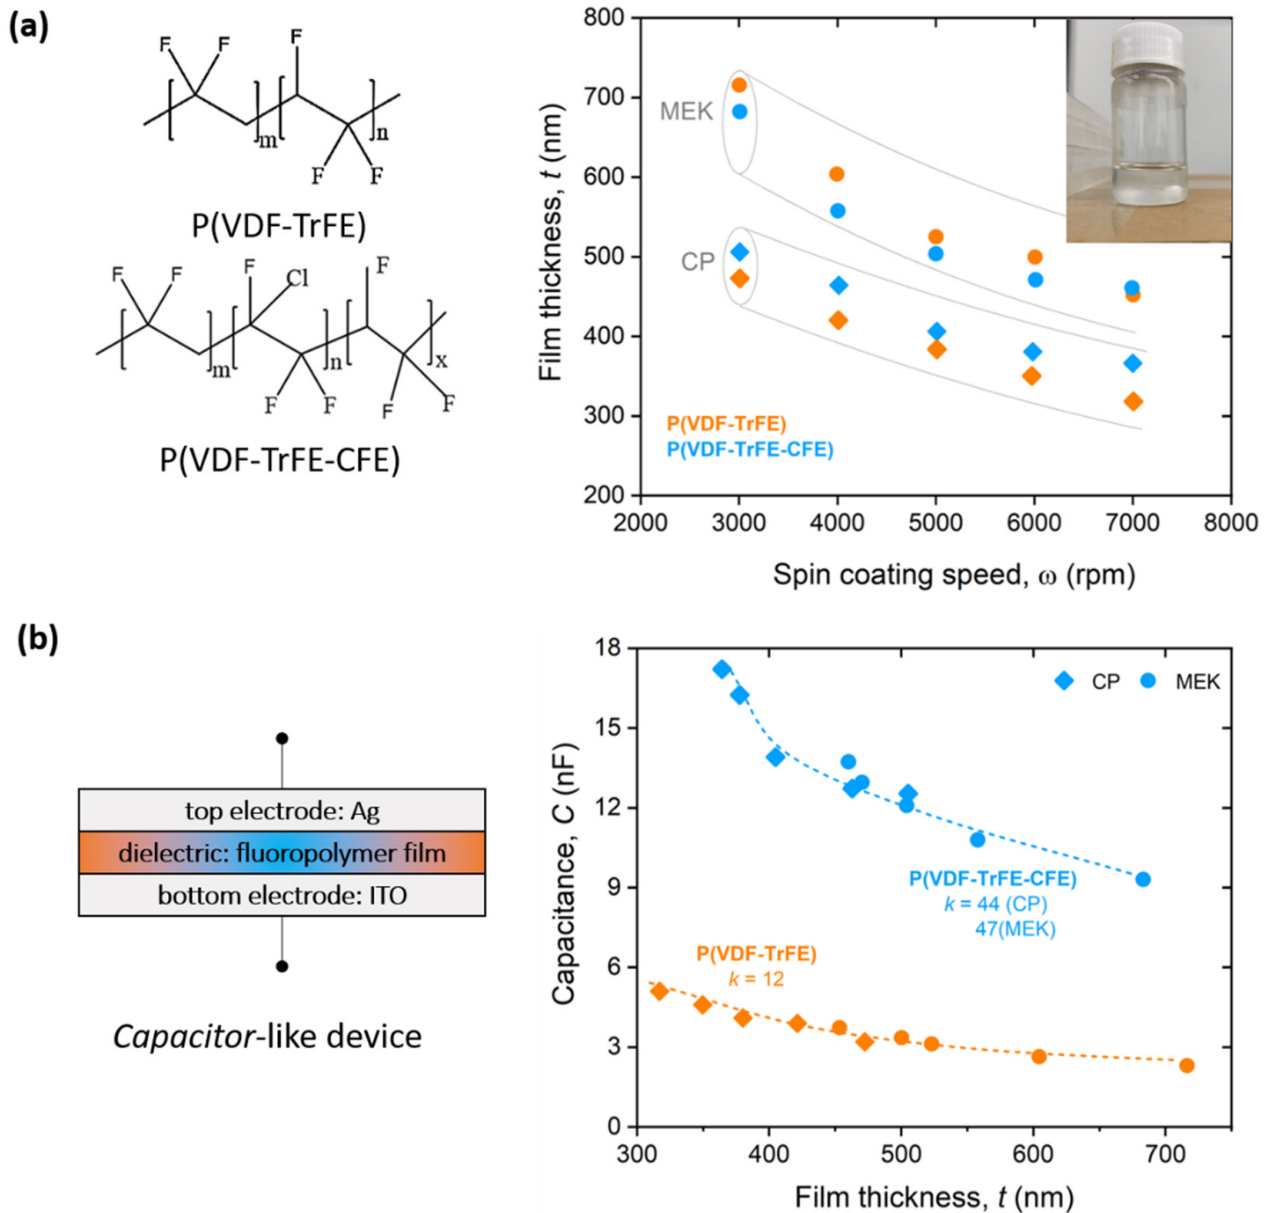 (a)
F
F
F
m
n
F
F
P(VDF-TrFE)
F
F
F
Cl
F
m
n
x
F
F
F
F
P(VDF-TrFE-CFE)
800
700
600
500
400
300
200
Film thickness, t (nm)
MEK
CP
P(VDF-TrFE)
P(VDF-TrFE-CFE)
2000 3000 4000 5000 6000 7000 8000
Spin coating speed, ω (rpm)
(b)
top electrode: Ag
dielectric: fluoropolymer film
bottom electrode: ITO
Capacitor-like device
18
15
12
9
6
3
0
Capacitance, C (nF)
CP MEK
P(VDF-TrFE-CFE)
k = 44 (CP)
47(MEK)
P(VDF-TrFE)
k = 12
300 400 500 600 700
Film thickness, t (nm)